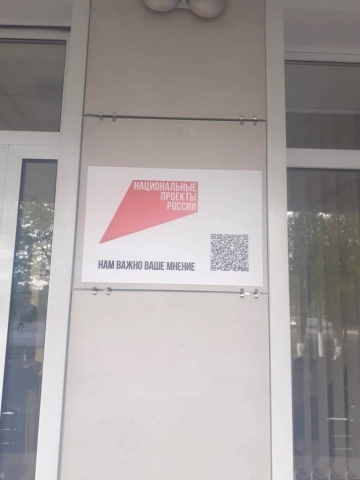 НАЦИОНАЛЬНЫЕ
ПРОЕКТЫ
РОССИИ
НАМ ВАЖНО ВАШЕ МНЕНИЕ